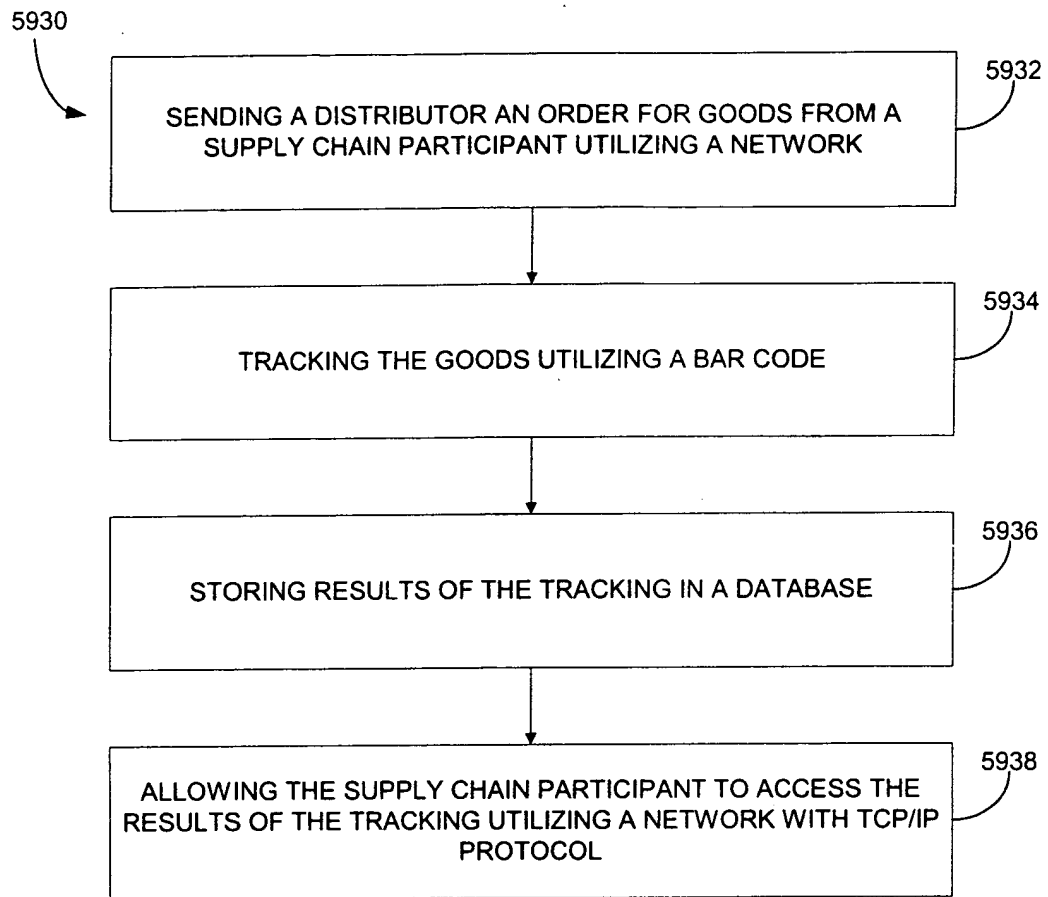 5930
5932
SENDING A DISTRIBUTOR AN ORDER FOR GOODS FROM A
SUPPLY CHAIN PARTICIPANT UTILIZING A NETWORK
5934
TRACKING THE GOODS UTILIZING A BAR CODE
5936
STORING RESULTS OF THE TRACKING IN A DATABASE
5938
ALLOWING THE SUPPLY CHAIN PARTICIPANT TO ACCESS THE
RESULTS OF THE TRACKING UTILIZING A NETWORK WITH TCP/IP
PROTOCOL